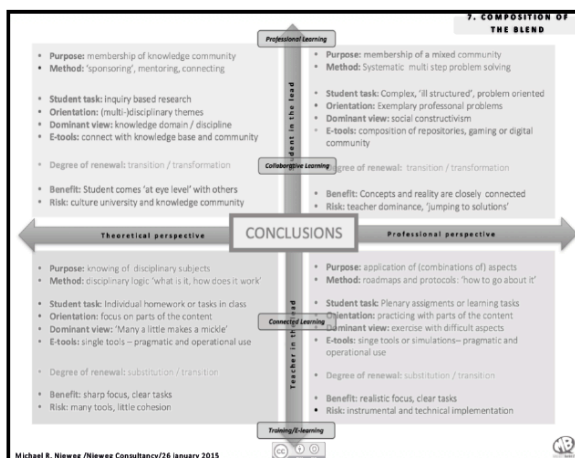 7. COMPOSITION OF
THE BLEND
Professional Learning
• Purpose: membership of knowledge community
• Method: ‘sponsoring’, mentoring, connecting
• Student task: Inquiry based research
• Orientation: (multi-)disciplinary themes
• Dominant view: knowledge domain / discipline
• E-tools: connect with knowledge base and community
• Degree of renewal: transition / transformation
• Benefit: Student comes ‘at eye level’ with others
• Risk: culture university and knowledge community
• Purpose: membership of a mixed community
• Method: Systematic multi step problem solving
• Student task: Complex, ‘ill structured’, problem oriented
• Orientation: Exemplary professonal problems
• Dominant view: social constructivism
• E-tools: composition of repositories, gaming or digital
community
• Degree of renewal: transition / transformation
• Benefit: Concepts and reality are closely connected
• Risk: teacher dominance, ‘jumping to solutions’
Student in the lead
Collaborative Learning
Theoretical perspective
CONCLUSIONS
Professional perspective
• Purpose: knowing of disciplinary subjects
• Method: disciplinary logic ‘what is it, how does it work’
• Student task: Individual homework or tasks in class
• Orientation: focus on parts of the content
• Dominant view: ‘Many a little makes a mickle’
• E-tools: single tools – pragmatic and operational use
• Degree of renewal: substitution / transition
• Benefit: sharp focus, clear tasks
• Risk: many tools, little cohesion
• Purpose: application of (combinations of) aspects
• Method: roadmaps and protocols: ‘how to go about it’
• Student task: Plenary assigments or learning tasks
• Orientation: practicing with parts of the content
• Dominant view: exercise with difficult aspects
• E-tools: singe tools or simulations– pragmatic and
operational use
• Degree of renewal: substitution / transition
• Benefit: realistic focus, clear tasks
• Risk: instrumental and technical implementation
Teacher in the lead
Connected Learning
Training/E-learning
Michael R. Nieweg /Nieweg Consultancy/26 january 2015
cc